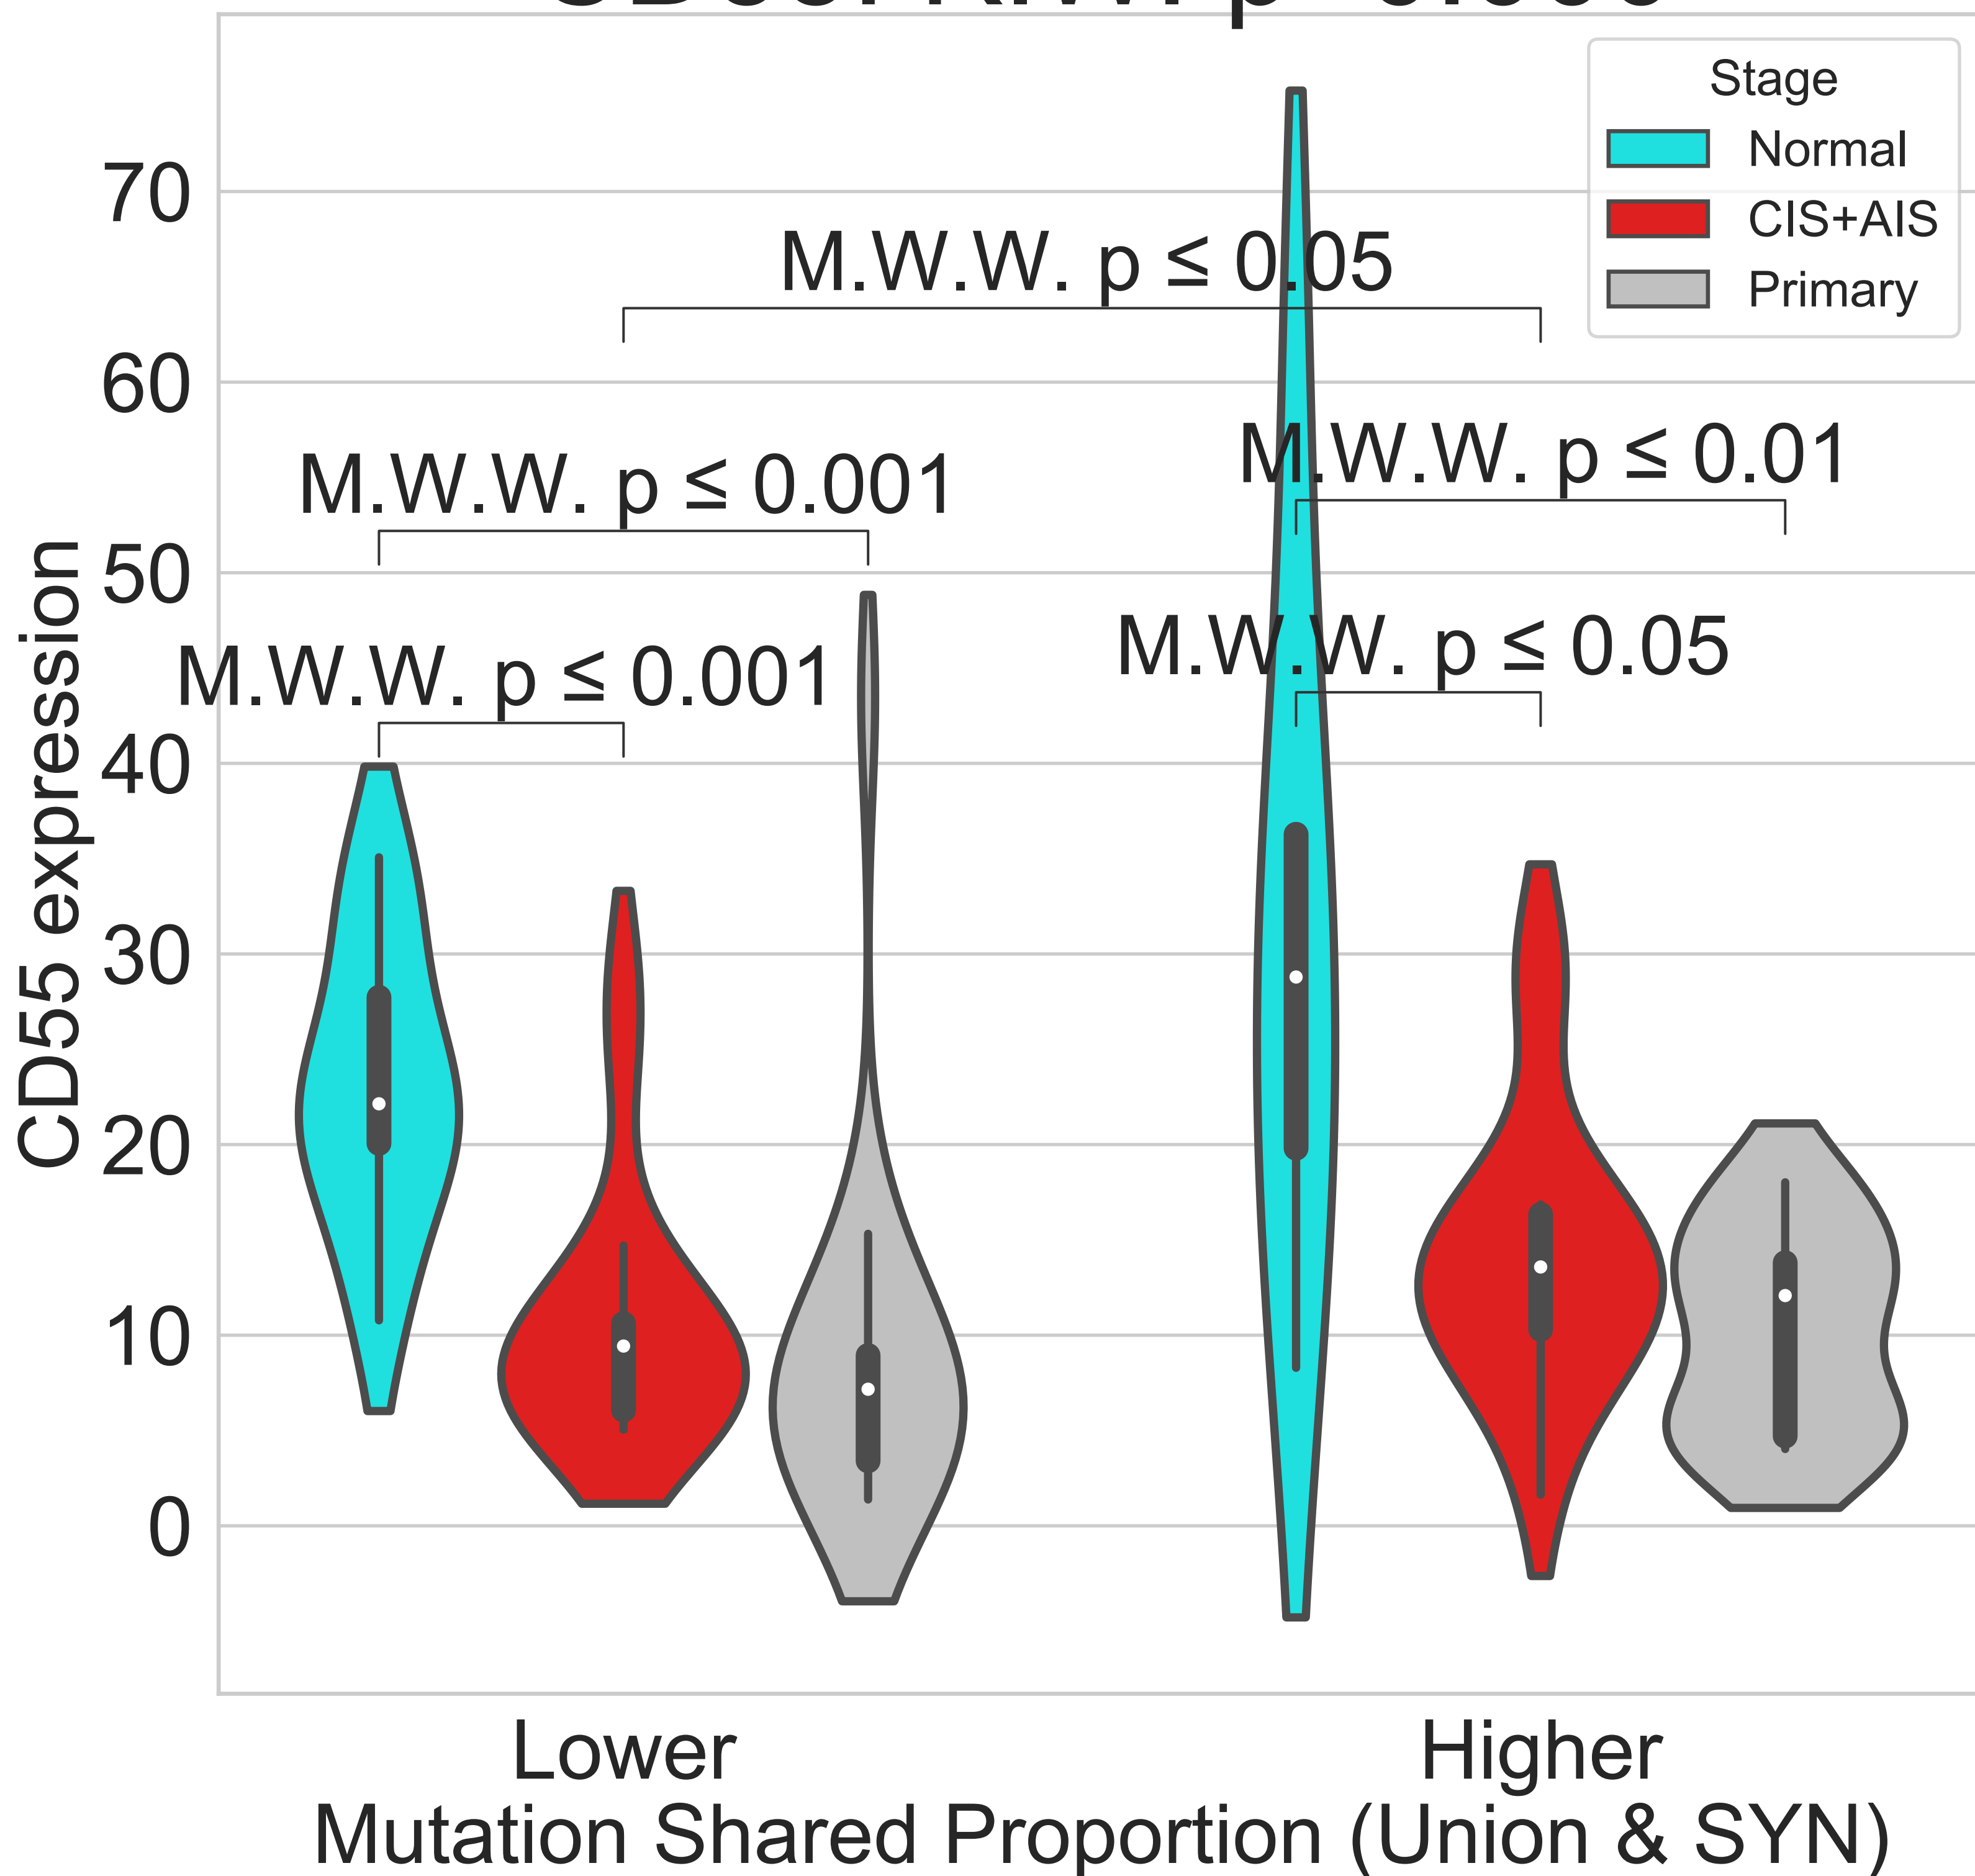 Stage
Normal
CIS+AIS
Primary
70
60
50
40
30
20
10
0
CD55 expression
M.W.W. p ≤ 0.05
M.W.W. p ≤ 0.01
M.W.W. p ≤ 0.001
M.W.W. p ≤ 0.05
M.W.W. p ≤ 0.001
Lower
Higher
Mutation Shared Proportion (Union & SYN)